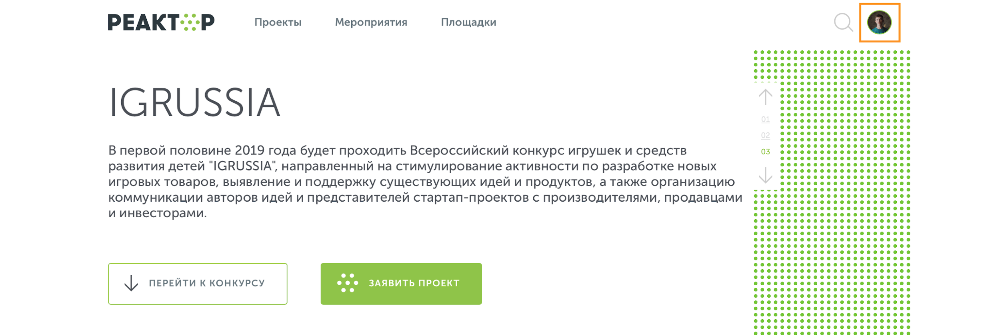 РЕАКТОР
Проекты
Мероприятия
Площадки
IGRUSSIA
В первой половине 2019 года будет проходить Всероссийский конкурс игрушек и средств
развития детей "IGRUSSIA", направленный на стимулирование активности по разработке новых
игровых товаров, выявление и поддержку существующих идей и продуктов, а также организацию
коммуникации авторов идей и представителей стартап-проектов с производителями, продавцами
и инвесторами.
01
02
03
ПЕРЕЙТИ К КОНКУРСУ
ЗАЯВИТЬ ПРОЕКТ